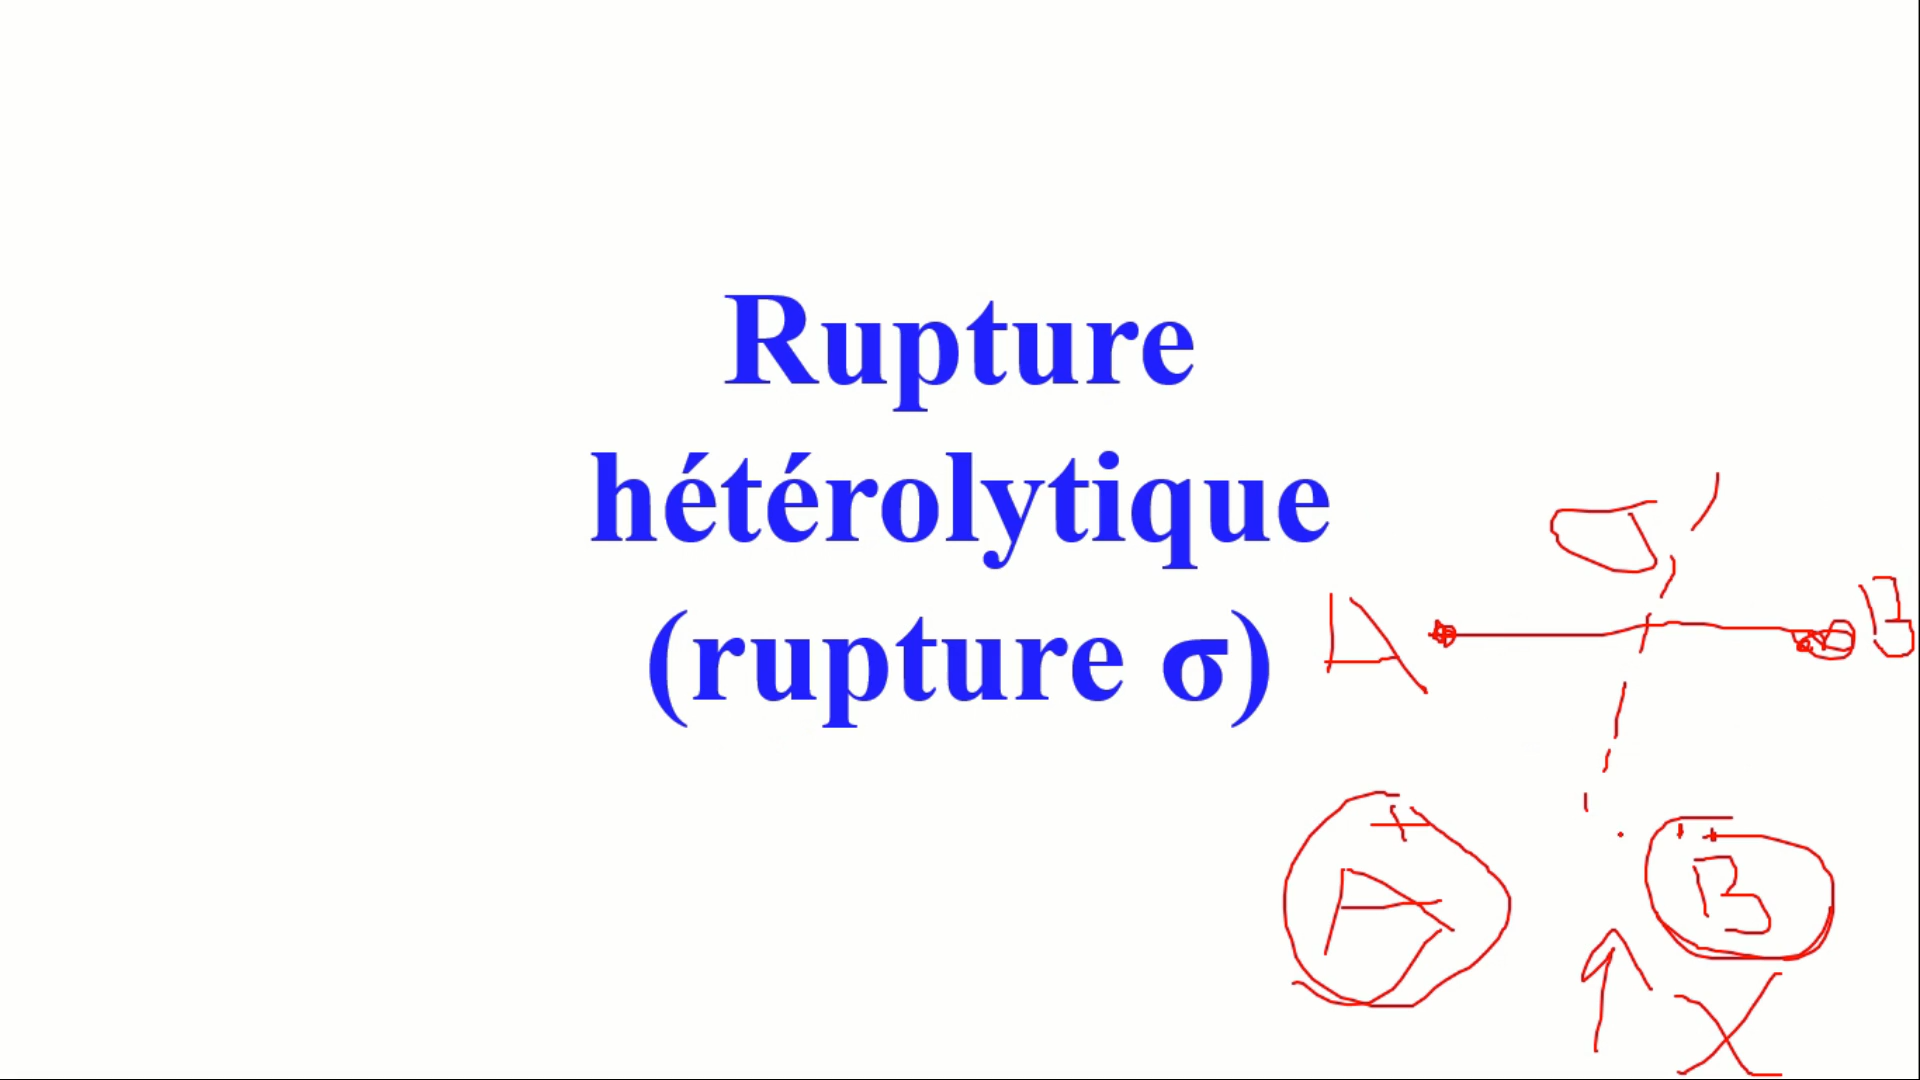 Rupture
hétérolytique
(rupture σ)
σ
A B
+
A
B
X